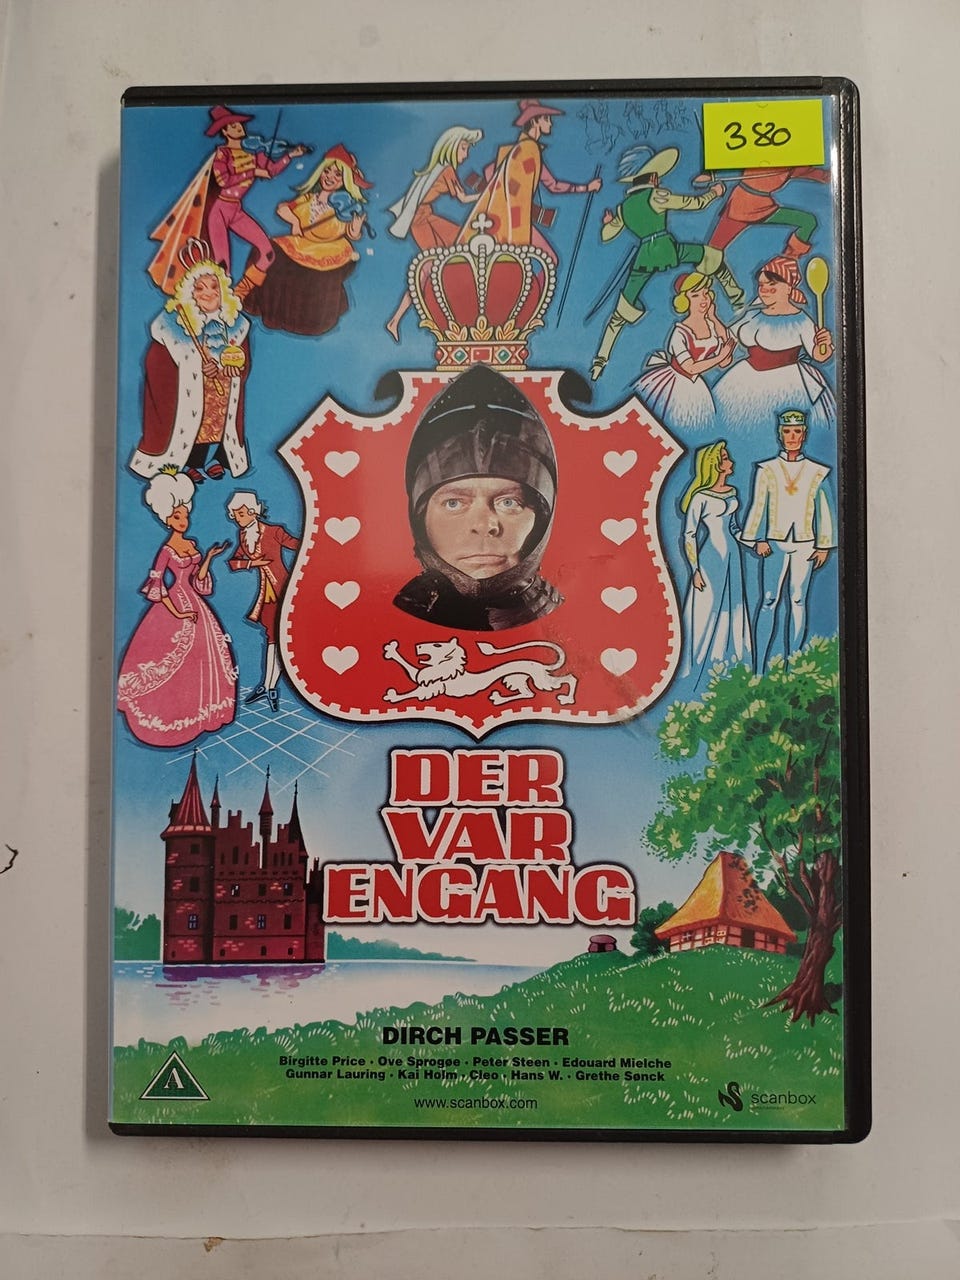 380
DER
VAR
ENGANG
DIRCH PASSER
Birgitte Price · Ove Sprogøe · Peter Steen · Edouard Mielche
Gunnar Lauring · Kai Holm · Cleo · Hans W. · Grethe Sønck
A
www.scanbox.com
scanbox